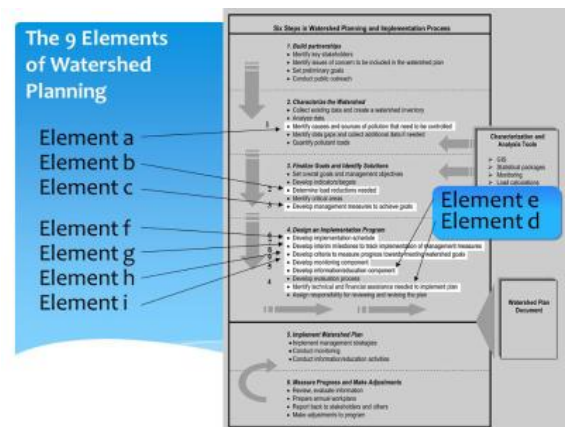 The 9 Elements
of Watershed
Planning
Element a
Element b
Element c
Element f
Element g
Element h
Element i
Six Steps in Watershed Planning and Implementation Process
1. Build partnerships
• Identify key stakeholders
• Identify issues of concern to be included in the watershed plan
• Set preliminary goals
• Conduct public outreach
2. Characterize the Watershed
• Collect existing data and create a watershed inventory
• Analyze data
1 • Identify causes and sources of pollution that need to be controlled
• Identify data gaps and collect additional data if needed
• Quantify pollutant loads
3. Finalize Goals and Identify Solutions
• Set overall goals and management objectives
• Develop indicators/targets
• Determine load reductions needed
• Identify critical areas
3 • Develop management measures to achieve goals
4. Design an Implementation Program
6 • Develop implementation schedule
7 • Develop interim milestones to track implementation of management measures
8 • Develop criteria to measure progress toward meeting watershed goals
9 • Develop monitoring component
5 • Develop information/education component
• Develop evaluation process
4 • Identify technical and financial assistance needed to implement plan
• Assign responsibility for reviewing and revising the plan
5. Implement Watershed Plan
• Implement management strategies
• Conduct monitoring
• Conduct information/education activities
6. Measure Progress and Make Adjustments
• Review, evaluate information
• Prepare annual workplans
• Report back to stakeholders and others
• Make adjustments to program
Characterization and
Analysis Tools
➢ GIS
➢ Statistical packages
➢ Monitoring
➢ Load calculations
Element e
Element d
Watershed Plan
Document